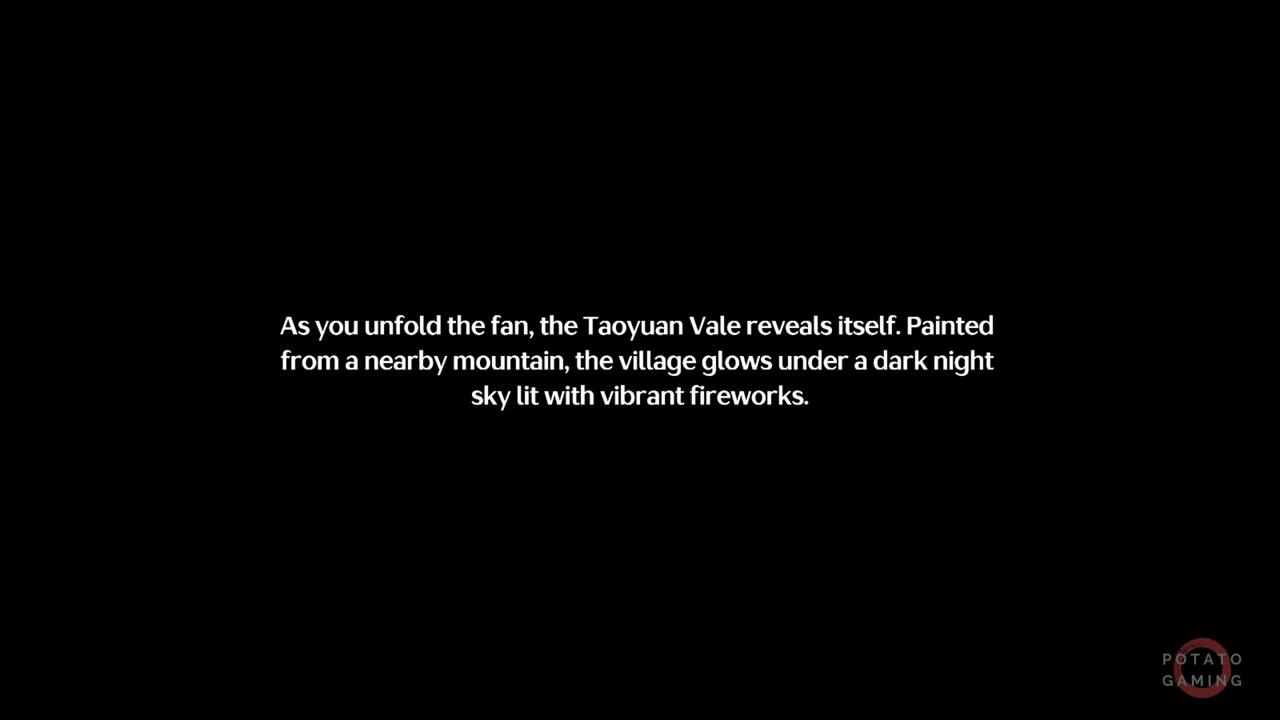 As you unfold the fan, the Taoyuan Vale reveals itself. Painted
from a nearby mountain, the village glows under a dark night
sky lit with vibrant fireworks.
POTATO
GAMING